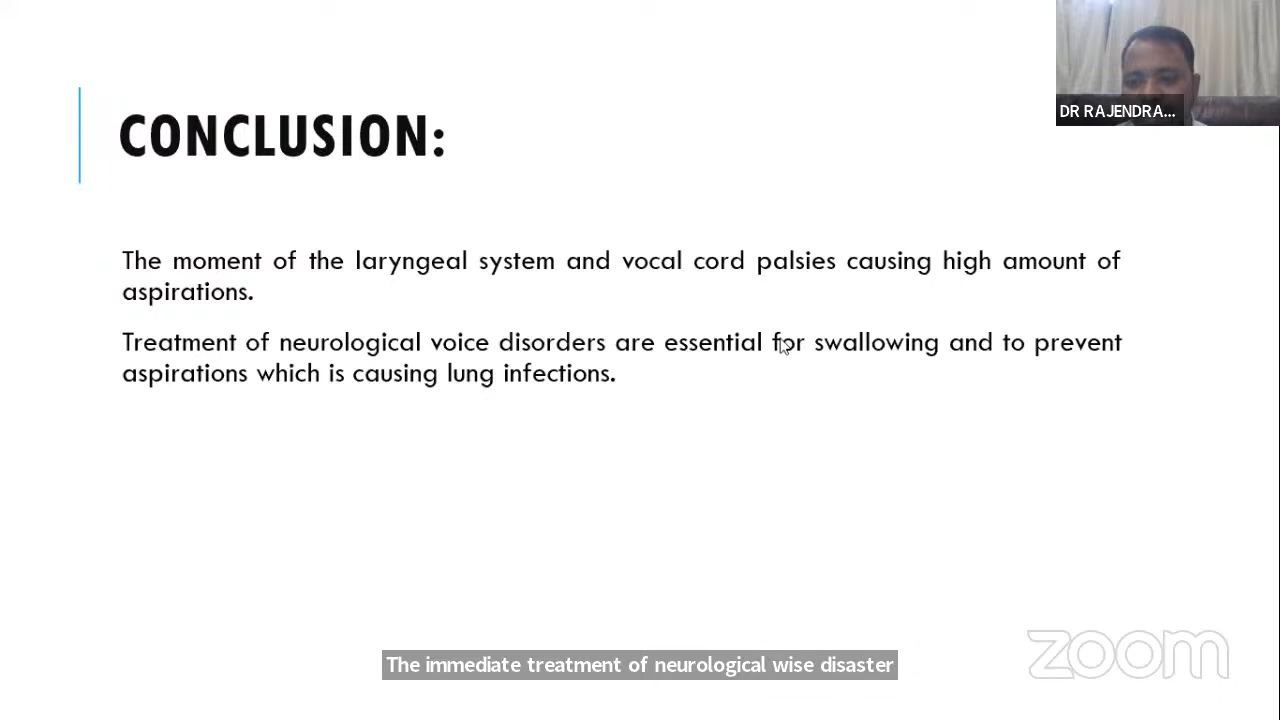 DR RAJENDRA...
CONCLUSION:
The moment of the laryngeal system and vocal cord palsies causing high amount of
aspirations.
Treatment of neurological voice disorders are essential for swallowing and to prevent
aspirations which is causing lung infections.
The immediate treatment of neurological wise disaster
zoom